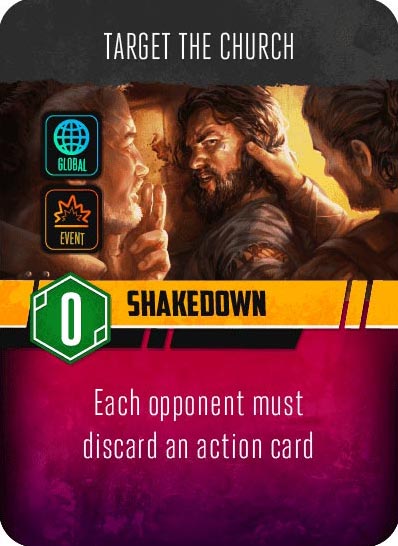 TARGET THE CHURCH
GLOBAL
EVENT
0
SHAKEDOWN
Each opponent must
discard an action card